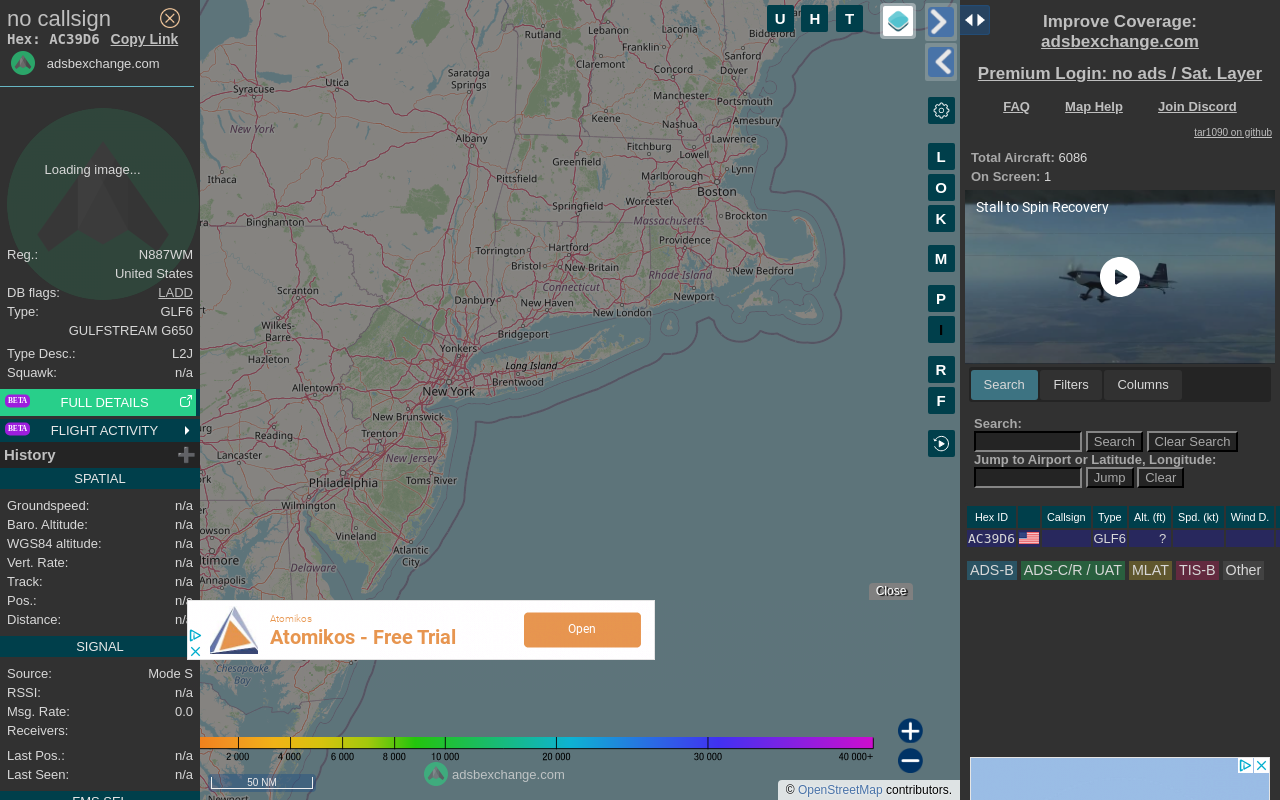 no callsign
Hex: AC39D6 Copy Link
adsbexchange.com
Loading image...
Reg.: N887WM
United States
DB flags: LADD
Type: GLF6
GULFSTREAM G650
Type Desc.: L2J
Squawk: n/a
BETA FULL DETAILS
BETA FLIGHT ACTIVITY
History
SPATIAL
Groundspeed: n/a
Baro. Altitude: n/a
WGS84 altitude: n/a
Vert. Rate: n/a
Track: n/a
Pos.: n/a
Distance: n/a
SIGNAL
Source: Mode S
RSSI: n/a
Msg. Rate: 0.0
Receivers:
Last Pos.: n/a
Last Seen: n/a
FMS SEL
U H T
L
O
K
M
P
I
R
F
Rutland
Lebanon
Laconia
Biddeford
Franklin
Sanford
Claremont
Concord
Dover
Utica
Saratoga
Springs
Syracuse
Manchester
Portsmouth
Keene
Amesbury
New York
Nashua
Albany
Lawrence
Fitchburg
Lowell
Greenfield
Lynn
Ithaca
Pittsfield
Marlborough
Boston
Worcester
Springfield
Brockton
Binghamton
Massachusetts
Providence
Torrington
Hartford
Bristol
New Britain
New Bedford
Rhode Island
Connecticut
Scranton
Danbury
New Haven
Newport
New London
Wilkes-
Barre
Bridgeport
Yonkers
Hazleton
Long Island
Brentwood
Allentown
New York
New Brunswick
Reading
Trenton
Lancaster
New Jersey
Toms River
Philadelphia
Wilmington
Vineland
Atlantic
City
Annapolis
Delaware
Chesapeake
Bay
Newport
Close
Atomikos
Atomikos - Free Trial
Open
2 000 4 000 6 000 8 000 10 000 20 000 30 000 40 000+
adsbexchange.com
50 NM
© OpenStreetMap contributors.
Improve Coverage:
adsbexchange.com
Premium Login: no ads / Sat. Layer
FAQ Map Help Join Discord
tar1090 on github
Total Aircraft: 6086
On Screen: 1
Stall to Spin Recovery
Search Filters Columns
Search:
Search Clear Search
Jump to Airport or Latitude, Longitude:
Jump Clear
Hex ID Callsign Type Alt. (ft) Spd. (kt) Wind D.
AC39D6 GLF6 ?
ADS-B ADS-C/R / UAT MLAT TIS-B Other